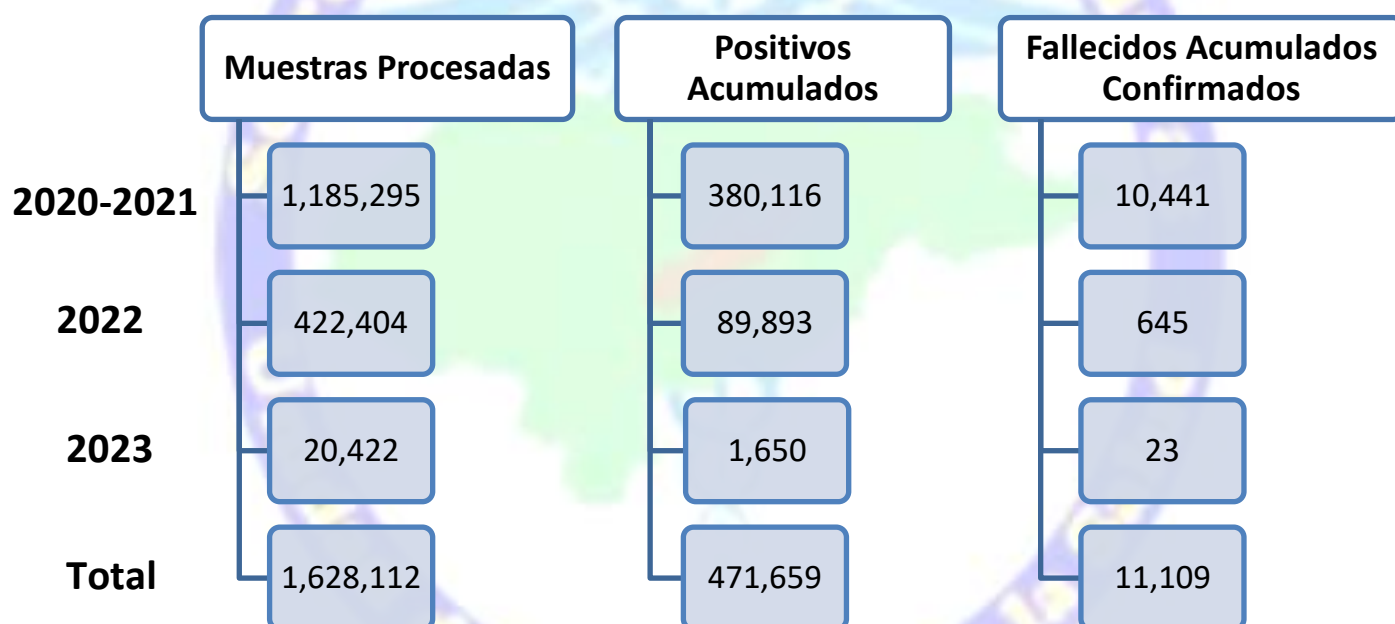 Muestras Procesadas
Positivos
Acumulados
Fallecidos Acumulados
Confirmados
2020-2021
1,185,295
380,116
10,441
2022
422,404
89,893
645
2023
20,422
1,650
23
Total
1,628,112
471,659
11,109